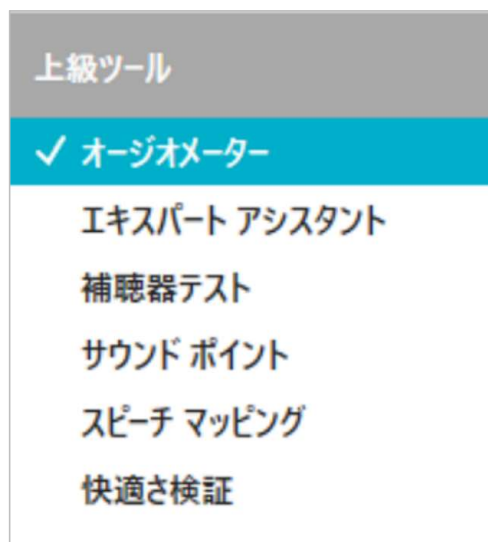 上級ツール
✓ オージオメーター
エキスパート アシスタント
補聴器テスト
サウンド ポイント
スピーチ マッピング
快適さ検証